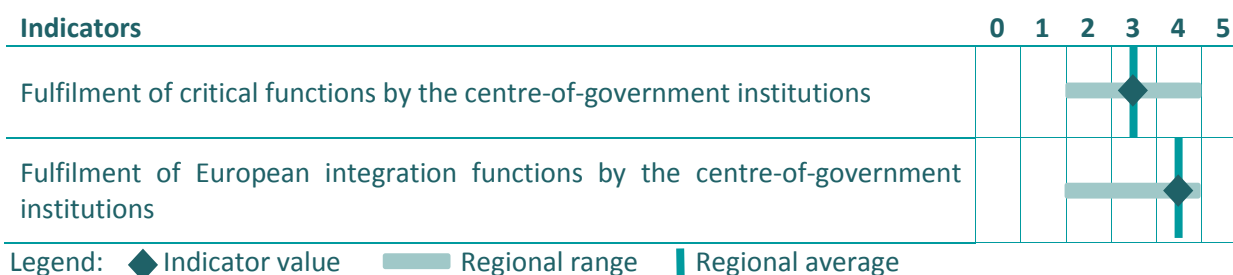 Indicators 0 1 2 3 4 5
Fulfilment of critical functions by the centre-of-government institutions
Fulfilment of European integration functions by the centre-of-government
institutions
Legend: Indicator value Regional range Regional average